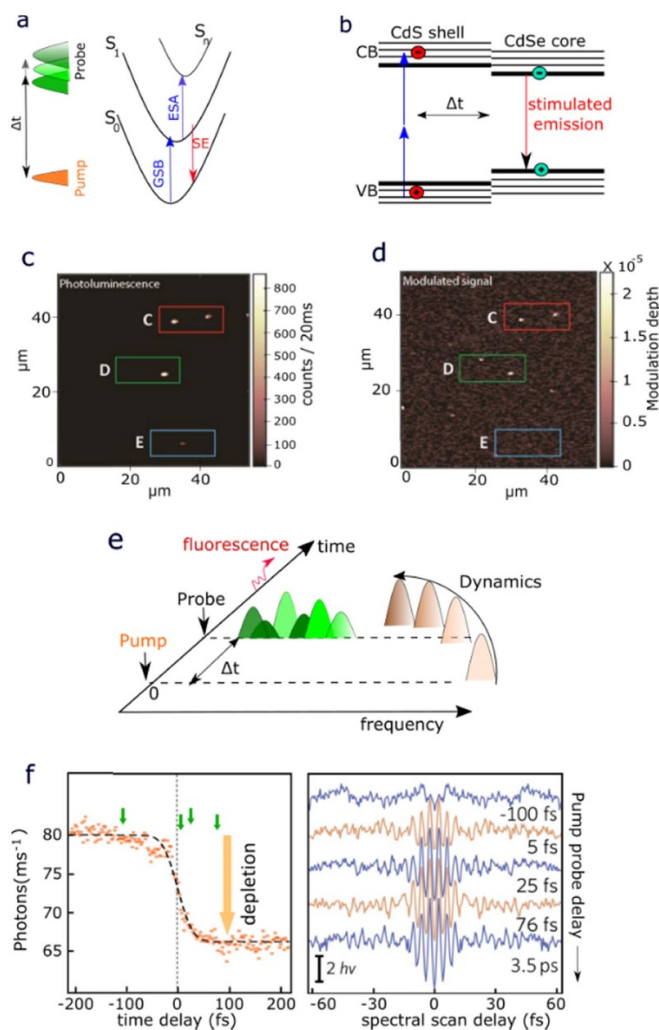 a
Probe
Δt
Pump
S1
Sn
S0
ESA
SE
GSB
b
CdS shell
CdSe core
CB
Δt
stimulated
emission
VB
c
Photoluminescence
C
D
E
40
20
0
µm
0 20 40
µm
800
700
600
500
400
300
200
100
0
counts / 20ms
d
Modulated signal
C
D
E
40
20
0
µm
0 20 40
µm
X 10⁻⁵
2
1.5
1
0.5
0
Modulation depth
e
fluorescence
time
Probe
Dynamics
Pump
Δt
0
frequency
f
80
75
70
65
Photons(ms⁻¹)
depletion
-200 -100 0 100 200
time delay (fs)
-100 fs
5 fs
25 fs
76 fs
3.5 ps
2 hv
-60 -30 0 30 60
spectral scan delay (fs)
Pump probe delay